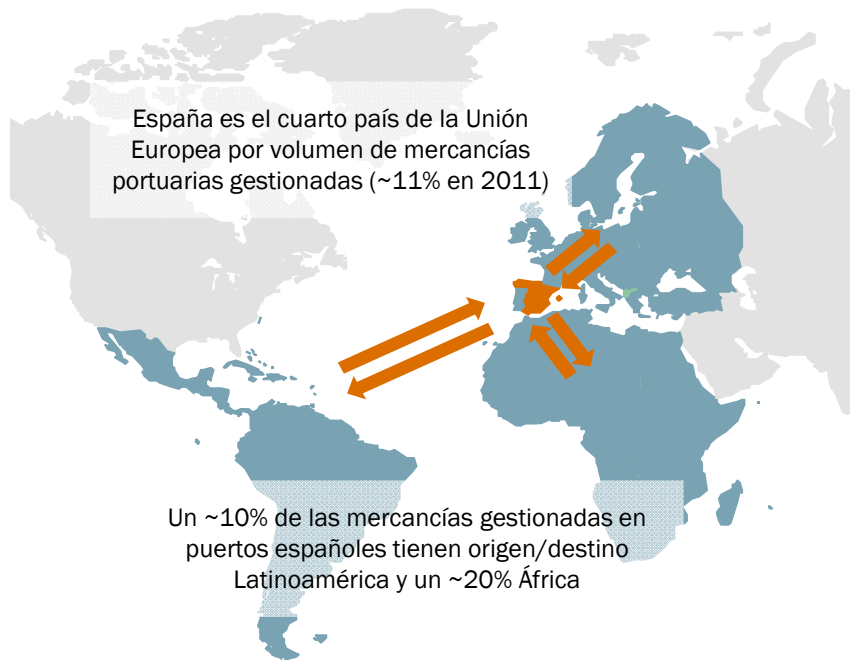 España es el cuarto país de la Unión
Europea por volumen de mercancías
portuarias gestionadas (~11% en 2011)
Un ~10% de las mercancías gestionadas en
puertos españoles tienen origen/destino
Latinoamérica y un ~20% África